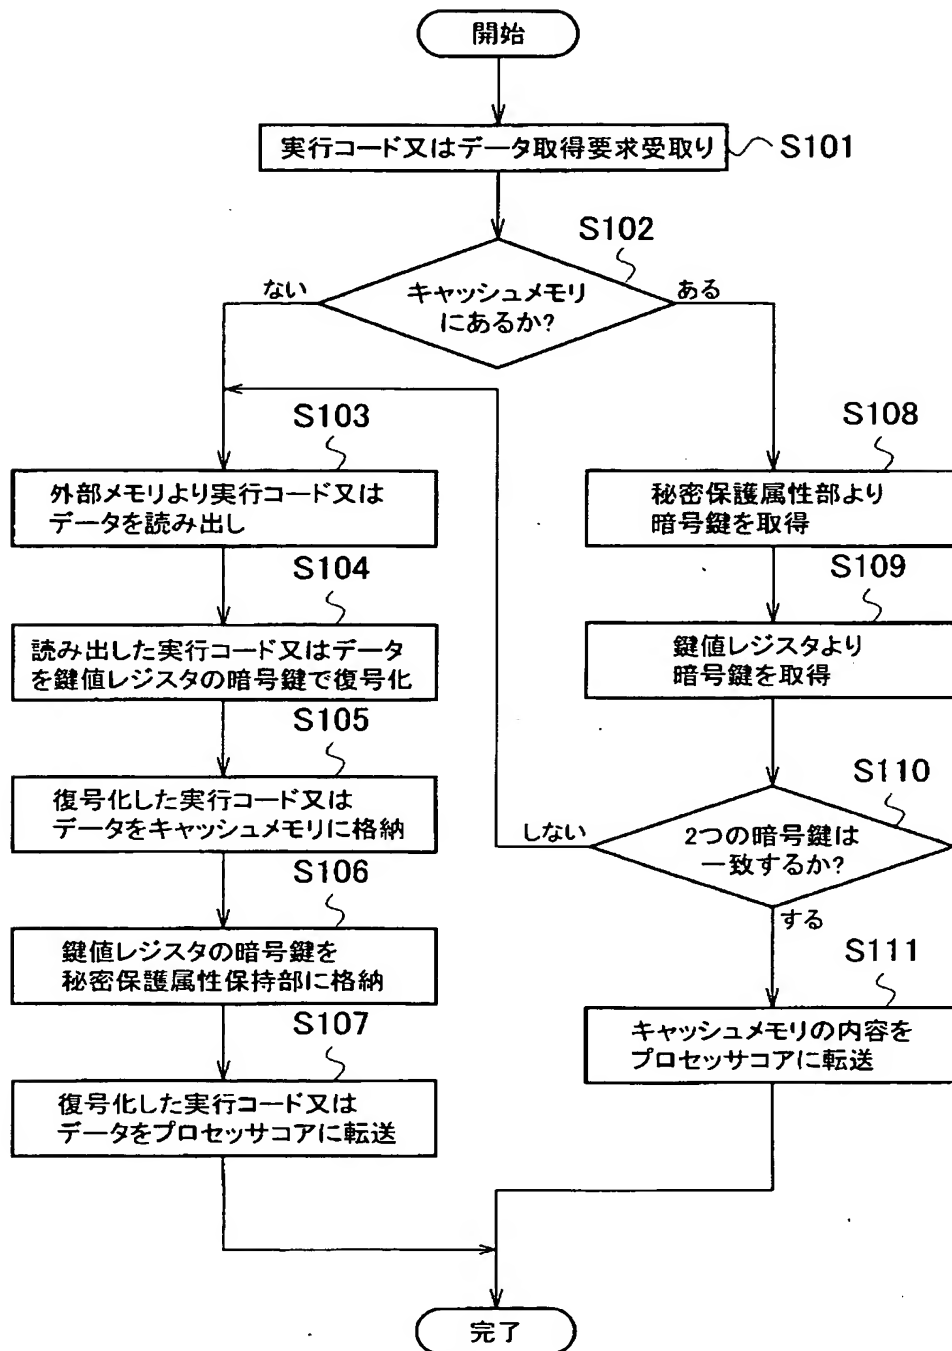 開始
実行コード又はデータ取得要求受取り
S101
S102
キャッシュメモリ
にあるか?
ない
ある
S103
外部メモリより実行コード又は
データを読み出し
S104
読み出した実行コード又はデータ
を鍵値レジスタの暗号鍵で復号化
S105
復号化した実行コード又は
データをキャッシュメモリに格納
S106
鍵値レジスタの暗号鍵を
秘密保護属性保持部に格納
S107
復号化した実行コード又は
データをプロセッサコアに転送
S108
秘密保護属性部より
暗号鍵を取得
S109
鍵値レジスタより
暗号鍵を取得
S110
2つの暗号鍵は
一致するか?
しない
する
S111
キャッシュメモリの内容を
プロセッサコアに転送
完了